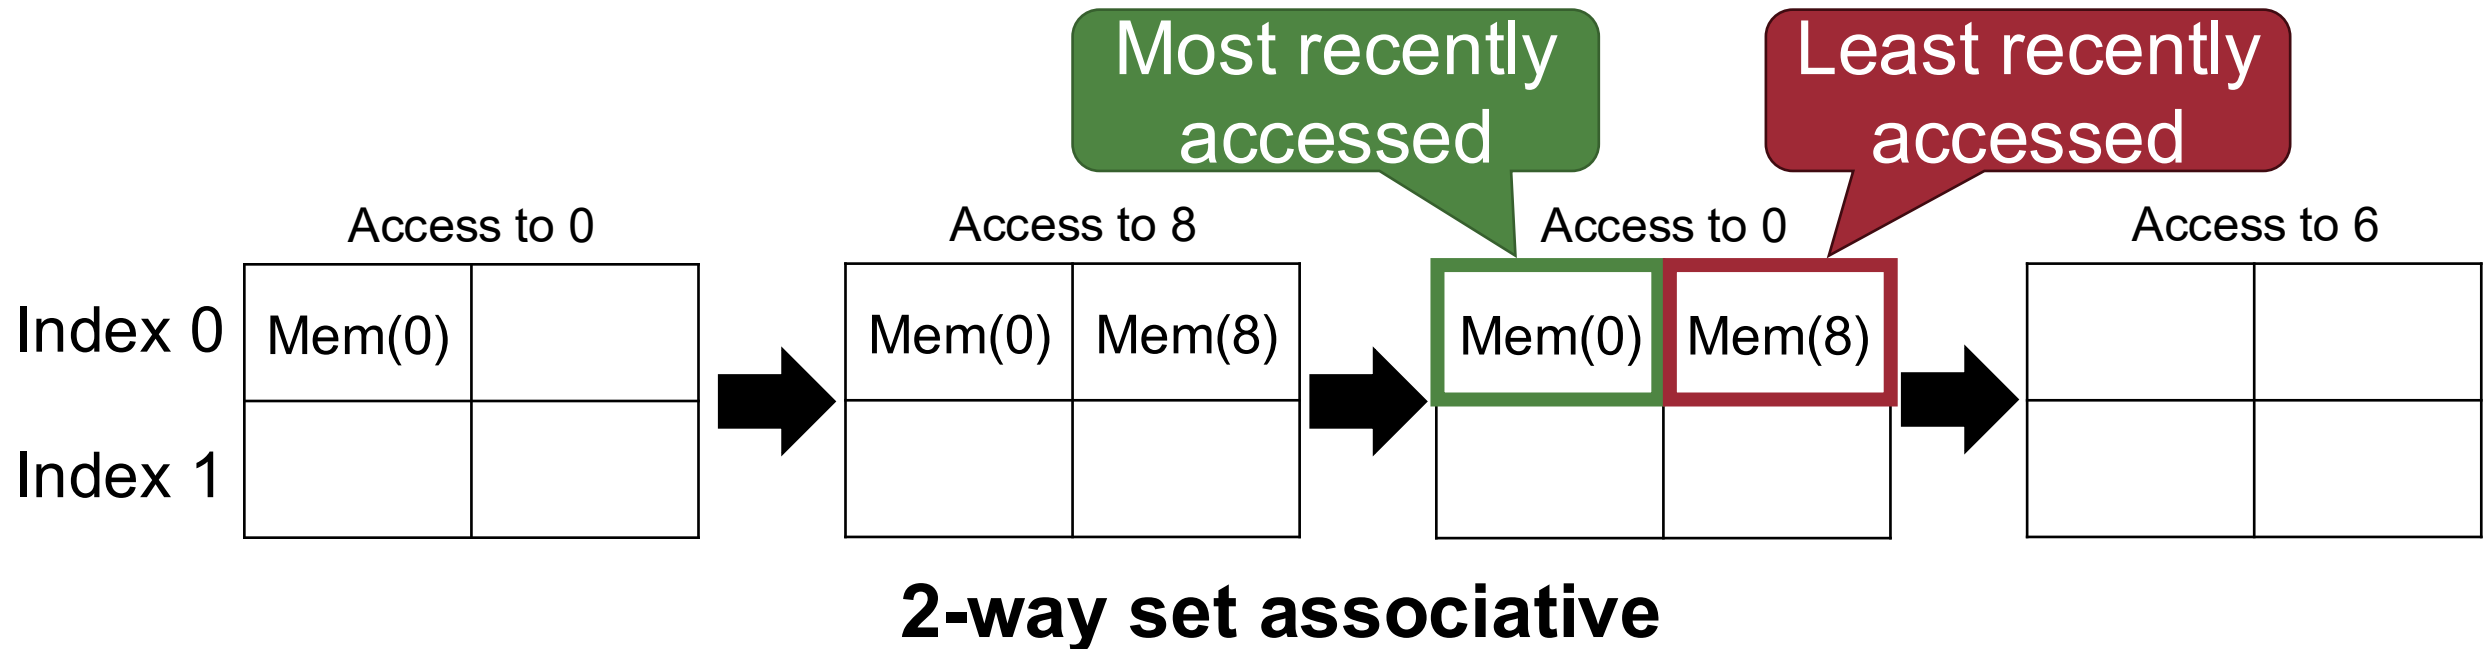 Most recently
accessed
Least recently
accessed
Access to 0
Access to 8
Access to 0
Access to 6
Index 0
Mem(0)
Mem(0)
Mem(8)
Mem(0)
Mem(8)
Index 1
2-way set associative